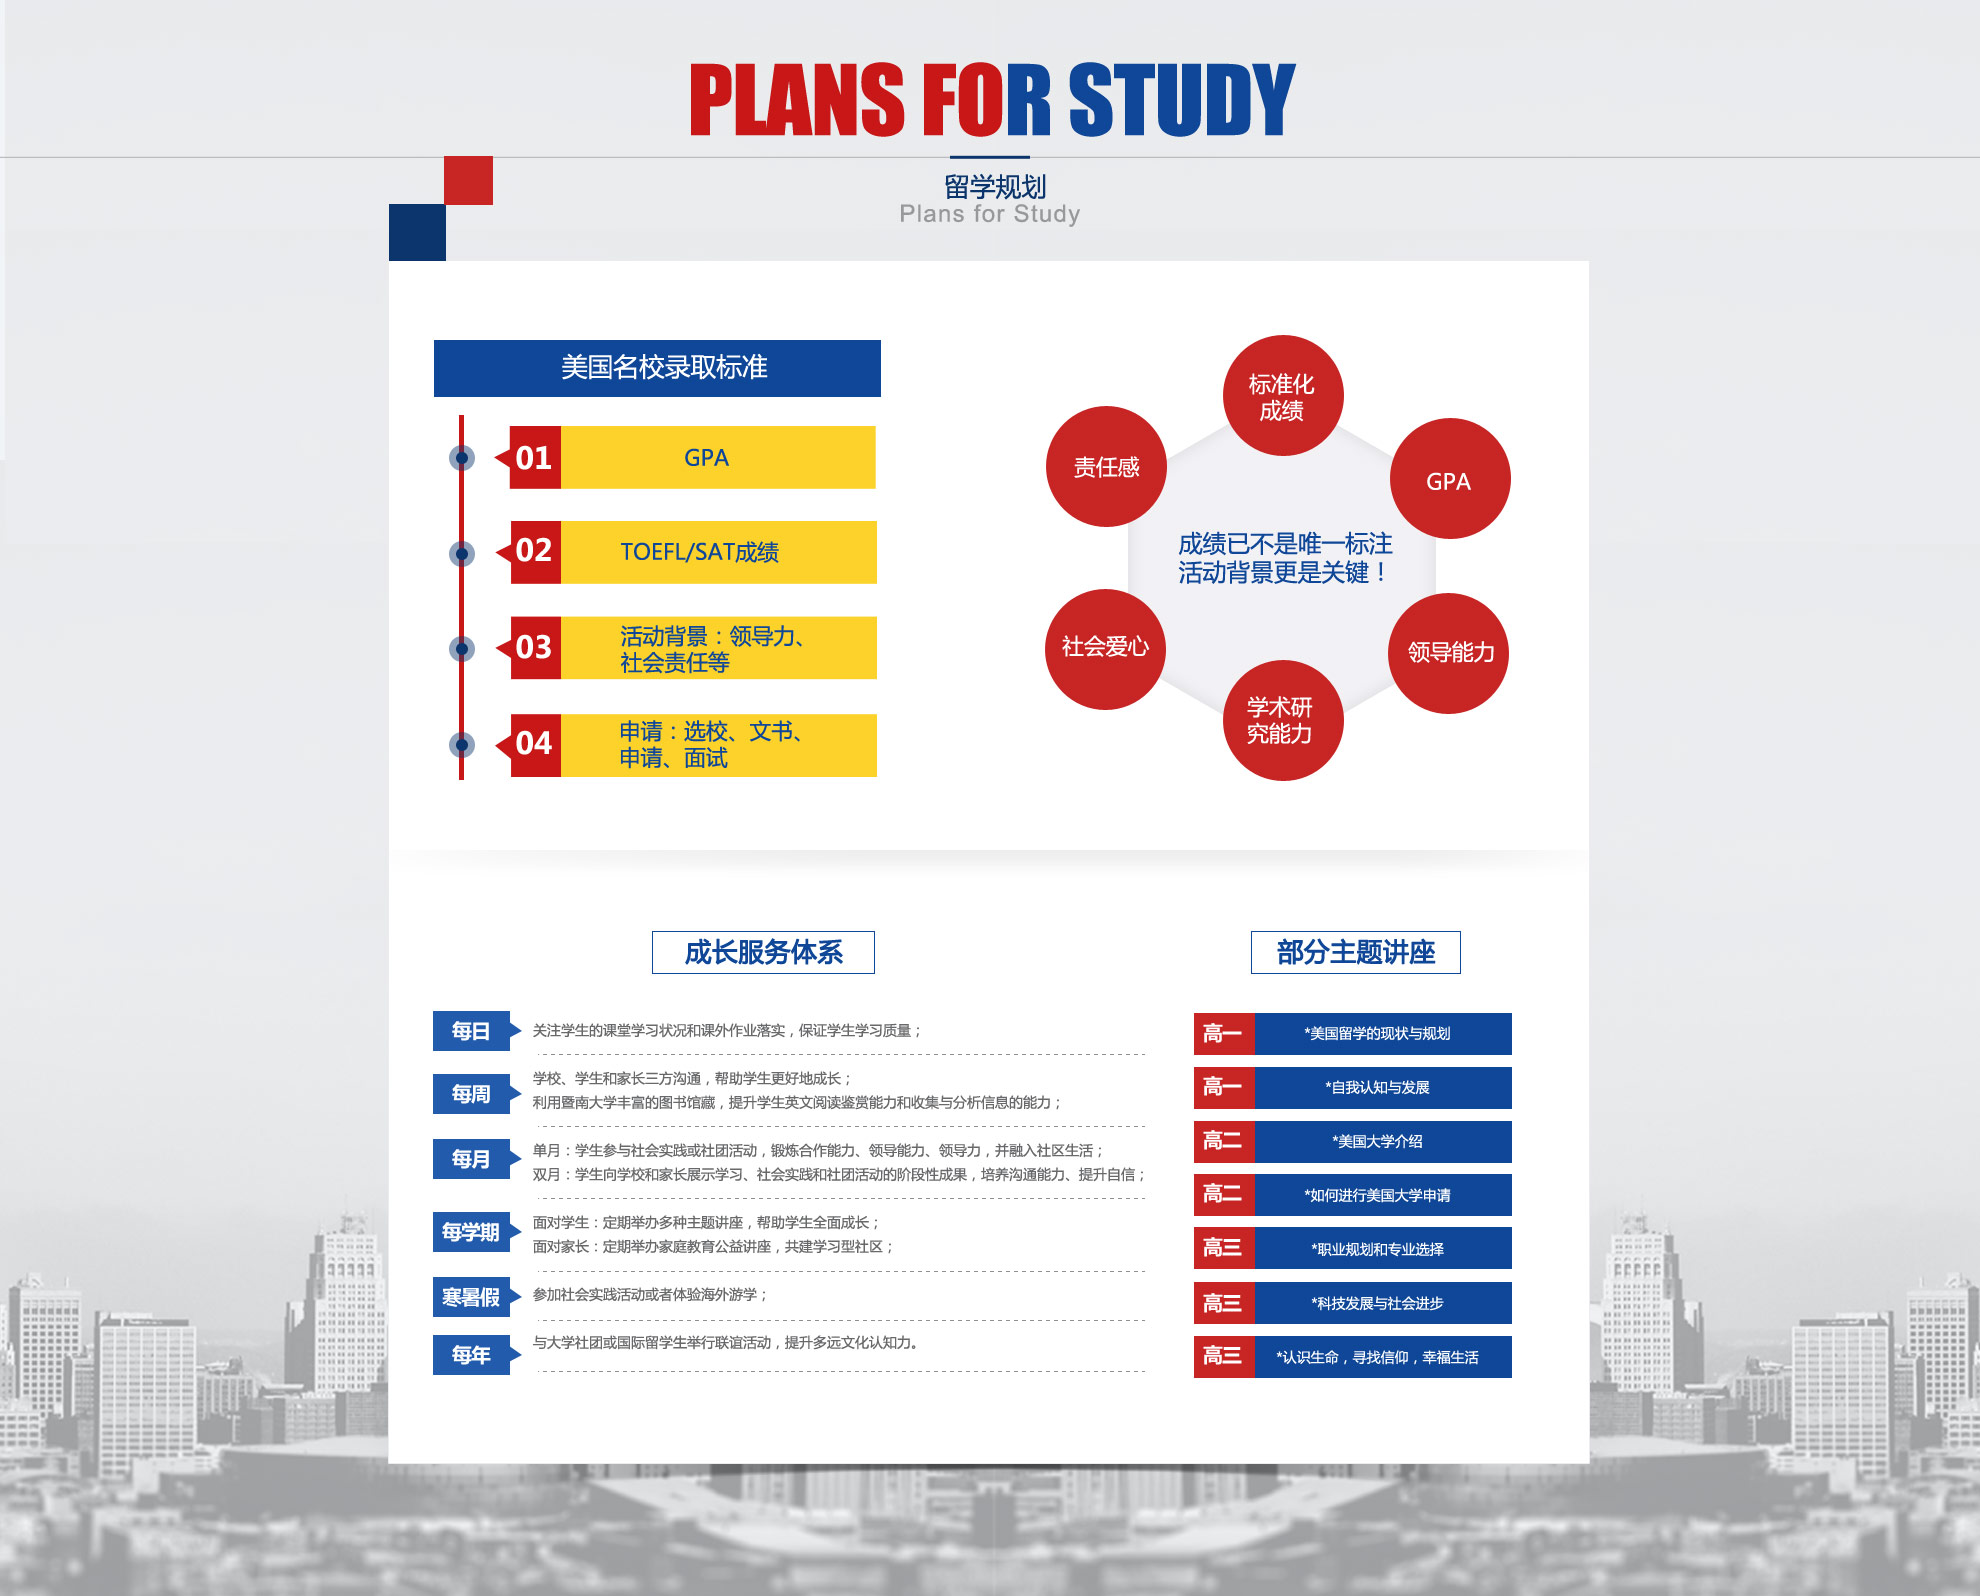 PLANS FOR STUDY
留学规划
Plans for Study
美国名校录取标准
01
GPA
02
TOEFL/SAT成绩
03
活动背景：领导力、
社会责任等
04
申请：选校、文书、
申请、面试
标准化
成绩
责任感
GPA
成绩已不是唯一标注
活动背景更是关键！
社会爱心
领导能力
学术研
究能力
成长服务体系
每日
关注学生的课堂学习状况和课外作业落实，保证学生学习质量；
每周
学校、学生和家长三方沟通，帮助学生更好地成长；
利用暨南大学丰富的图书馆藏，提升学生英文阅读鉴赏能力和收集与分析信息的能力；
每月
单月：学生参与社会实践或社团活动，锻炼合作能力、领导能力、领导力，并融入社区生活；
双月：学生向学校和家长展示学习、社会实践和社团活动的阶段性成果，培养沟通能力、提升自信；
每学期
面对学生：定期举办多种主题讲座，帮助学生全面成长；
面对家长：定期举办家庭教育公益讲座，共建学习型社区；
寒暑假
参加社会实践活动或者体验海外游学；
每年
与大学社团或国际留学生举行联谊活动，提升多远文化认知力。
部分主题讲座
高一
*美国留学的现状与规划
高一
*自我认知与发展
高二
*美国大学介绍
高二
*如何进行美国大学申请
高三
*职业规划和专业选择
高三
*科技发展与社会进步
高三
*认识生命，寻找信仰，幸福生活